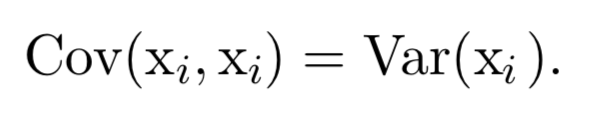 Cov(x_i, x_i) = Var(x_i).